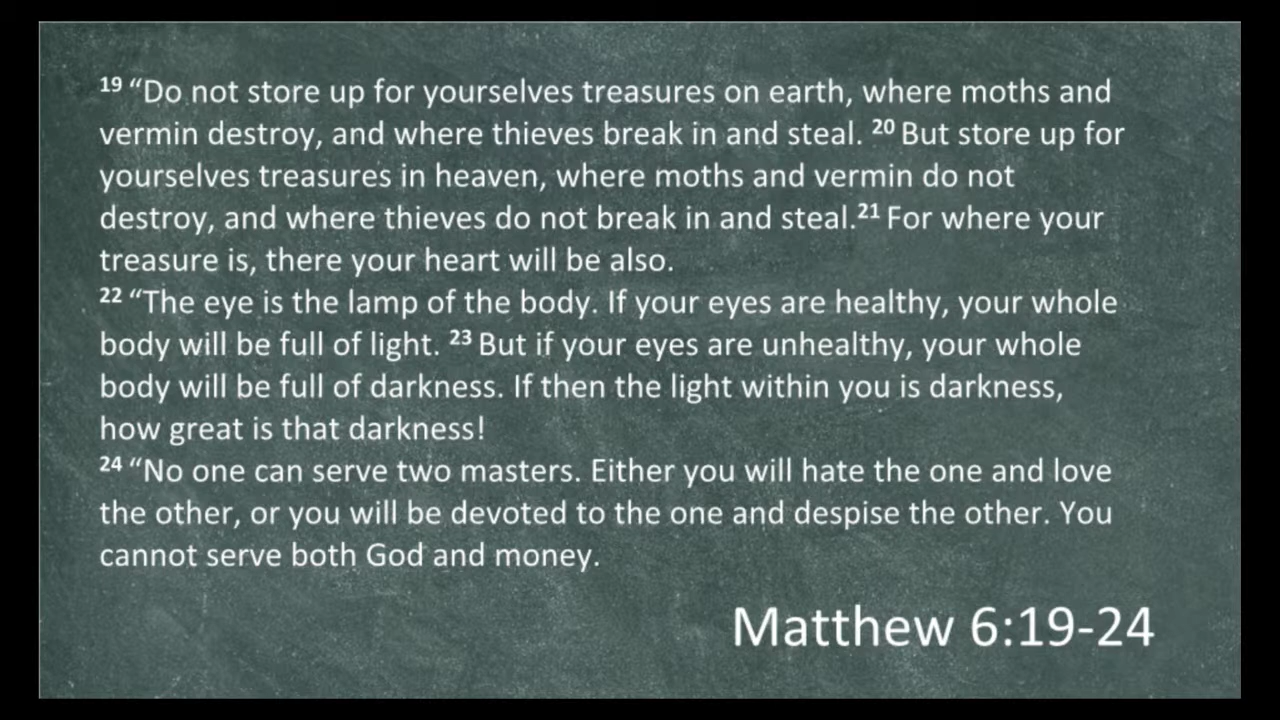 19 “Do not store up for yourselves treasures on earth, where moths and
vermin destroy, and where thieves break in and steal. 20 But store up for
yourselves treasures in heaven, where moths and vermin do not
destroy, and where thieves do not break in and steal.21 For where your
treasure is, there your heart will be also.
22 “The eye is the lamp of the body. If your eyes are healthy, your whole
body will be full of light. 23 But if your eyes are unhealthy, your whole
body will be full of darkness. If then the light within you is darkness,
how great is that darkness!
24 “No one can serve two masters. Either you will hate the one and love
the other, or you will be devoted to the one and despise the other. You
cannot serve both God and money.
Matthew 6:19-24